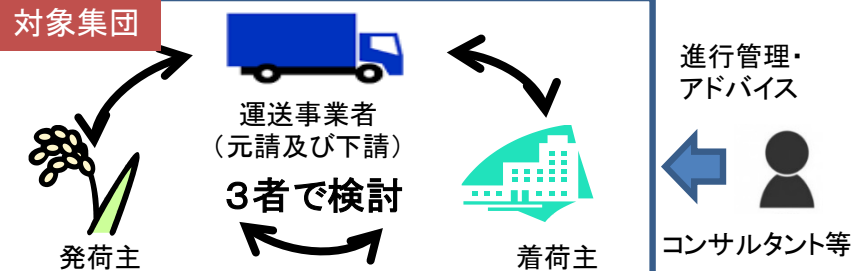 対象集団
運送事業者
（元請及び下請）
３者で検討
発荷主
着荷主
進行管理・
アドバイス
コンサルタント等